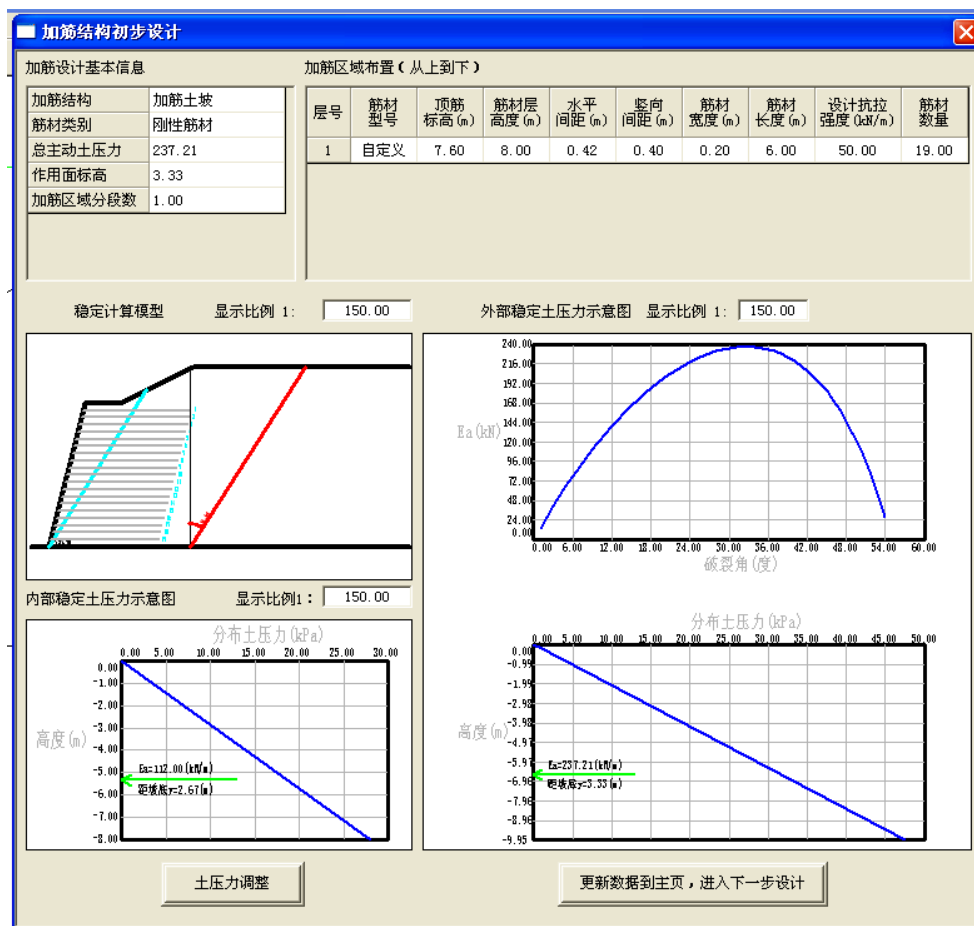 加筋结构初步设计
加筋设计基本信息
加筋区域布置(从上到下)
加筋结构 加筋土坡
筋材类别 刚性筋材
总主动土压力 237.21
作用面标高 3.33
加筋区域分段数 1.00
层号 筋材型号 顶筋标高(m) 筋材层高度(m) 水平间距(m) 竖向间距(m) 筋材宽度(m) 筋材长度(m) 设计抗拉强度(kN/m) 筋材数量
1 自定义 7.60 8.00 0.42 0.40 0.20 6.00 50.00 19.00
稳定计算模型 显示比例 1: 150.00
外部稳定土压力示意图 显示比例 1: 150.00
240.00
216.00
192.00
168.00
144.00
120.00
96.00
72.00
48.00
24.00
0.00
Ea(kN)
0.00 6.00 12.00 18.00 24.00 30.00 36.00 42.00 48.00 54.00 60.00
破裂角(度)
内部稳定土压力示意图 显示比例1: 150.00
分布土压力(kPa)
0.00 5.00 10.00 15.00 20.00 25.00 30.00
0.00
-1.00
-2.00
-3.00
-4.00
-5.00
-6.00
-7.00
-8.00
高度(m)
Ea=112.00(kN/m)
距坡底y=2.67(m)
分布土压力(kPa)
0.00 5.00 10.00 15.00 20.00 25.00 30.00 35.00 40.00 45.00 50.00
0.00
-0.99
-1.99
-2.98
-3.98
-4.97
-5.97
-6.96
-7.96
-8.96
-9.95
高度(m)
Ea=237.21(kN/m)
距坡底y=3.33(m)
土压力调整
更新数据到主页，进入下一步设计